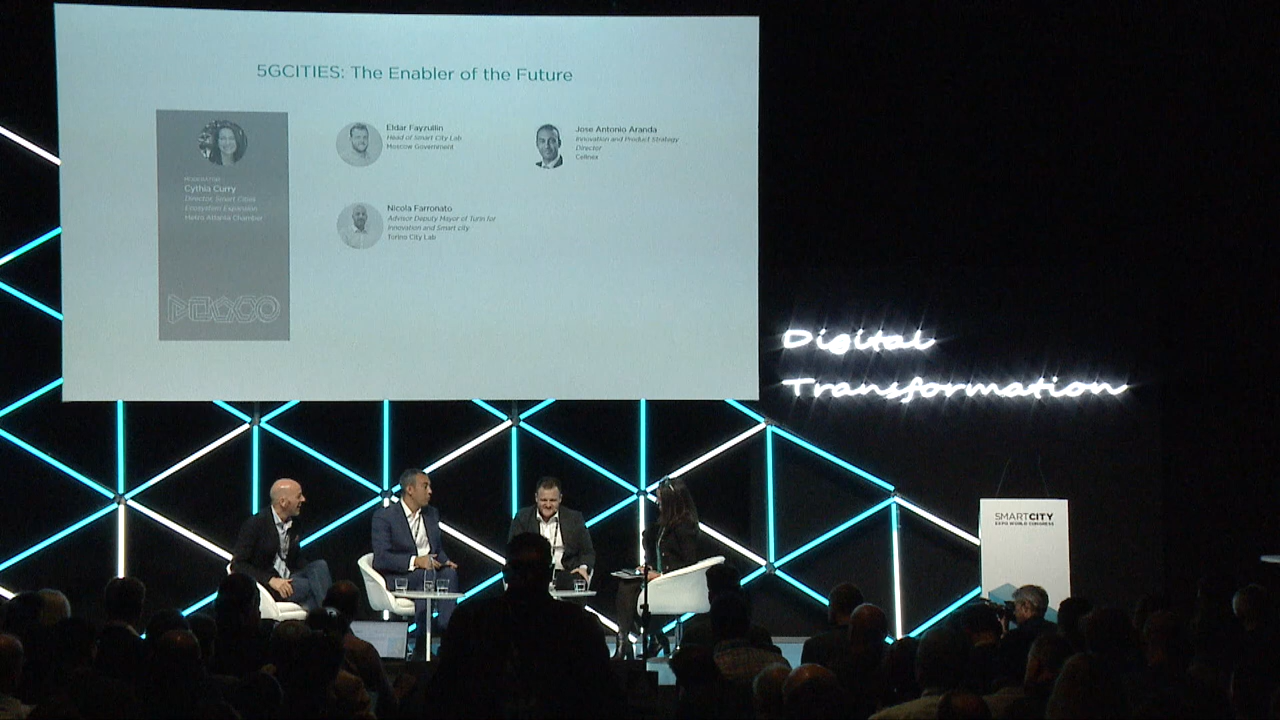 5GCITIES: The Enabler of the Future
MODERATOR
Cythia Curry
Director, Smart Cities
Ecosystem Expansion
Metro Atlanta Chamber
Eldar Fayzullin
Head of Smart City Lab
Moscow Government
Jose Antonio Aranda
Innovation and Product Strategy
Director
Cellnex
Nicola Farronato
Advisor Deputy Mayor of Turin for
Innovation and Smart city
Torino City Lab
Digital
Transformation
SMARTCITY
EXPO WORLD CONGRESS